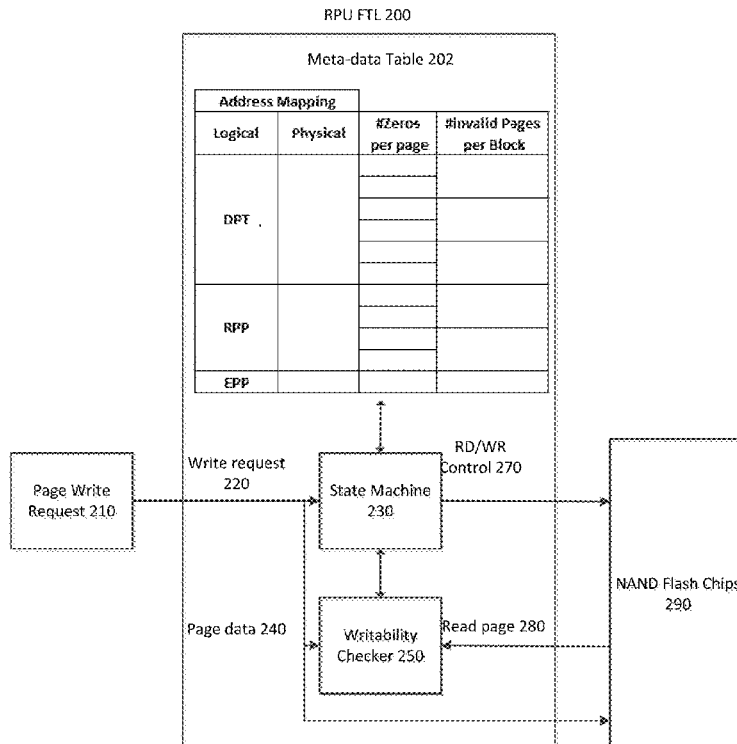 RPU FTL 200
Meta-data Table 202
Address Mapping
Logical Physical #Zeros per page #Invalid Pages per Block
DPT
RPP
EPP
Page Write
Request 210
Write request
220
State Machine
230
RD/WR
Control 270
NAND Flash Chips
290
Page data 240
Writability
Checker 250
Read page 280